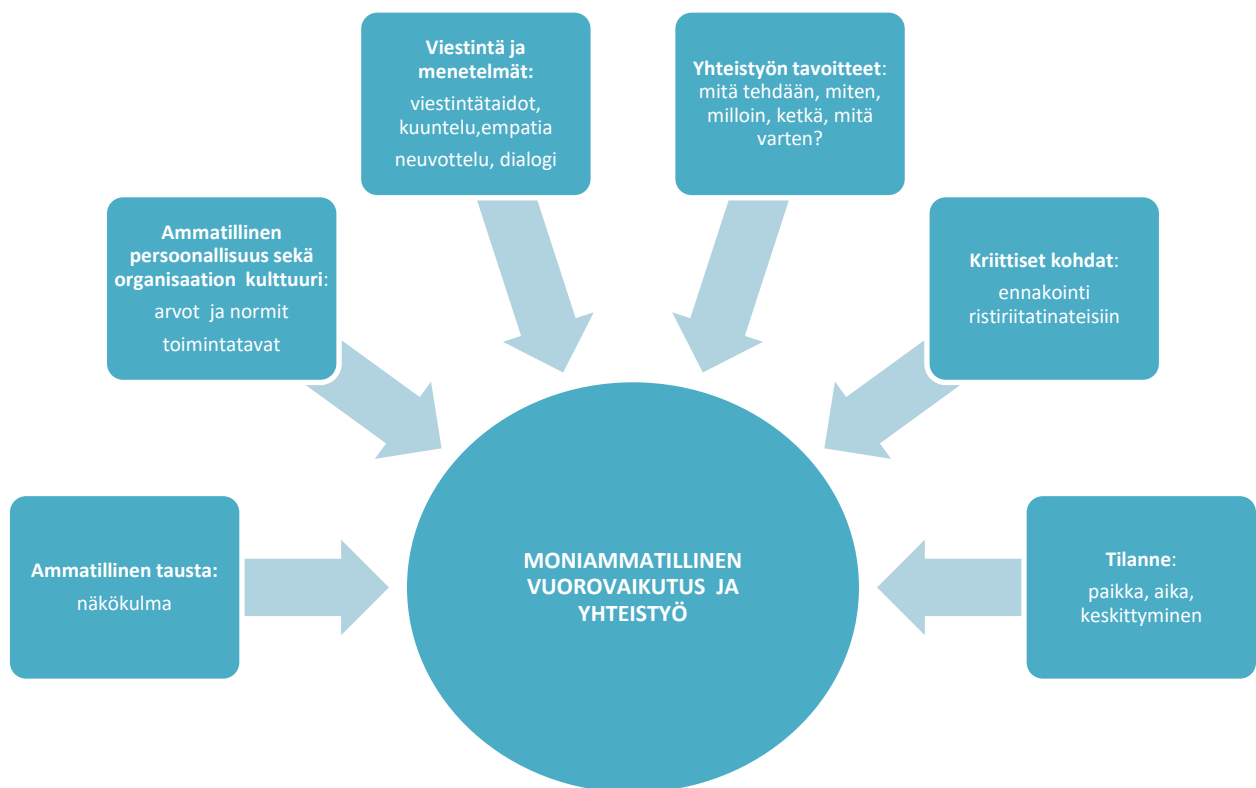 Viestintä ja
menetelmät:
viestintätaidot,
kuuntelu,empatia
neuvottelu, dialogi
Yhteistyön tavoitteet:
mitä tehdään, miten,
milloin, ketkä, mitä
varten?
Ammatillinen
persoonallisuus sekä
organisaation kulttuuri:
arvot ja normit
toimintatavat
Kriittiset kohdat:
ennakointi
ristiriitatinateisiin
Ammatillinen tausta:
näkökulma
MONIAMMATILLINEN
VUOROVAIKUTUS JA
YHTEISTYÖ
Tilanne:
paikka, aika,
keskittyminen